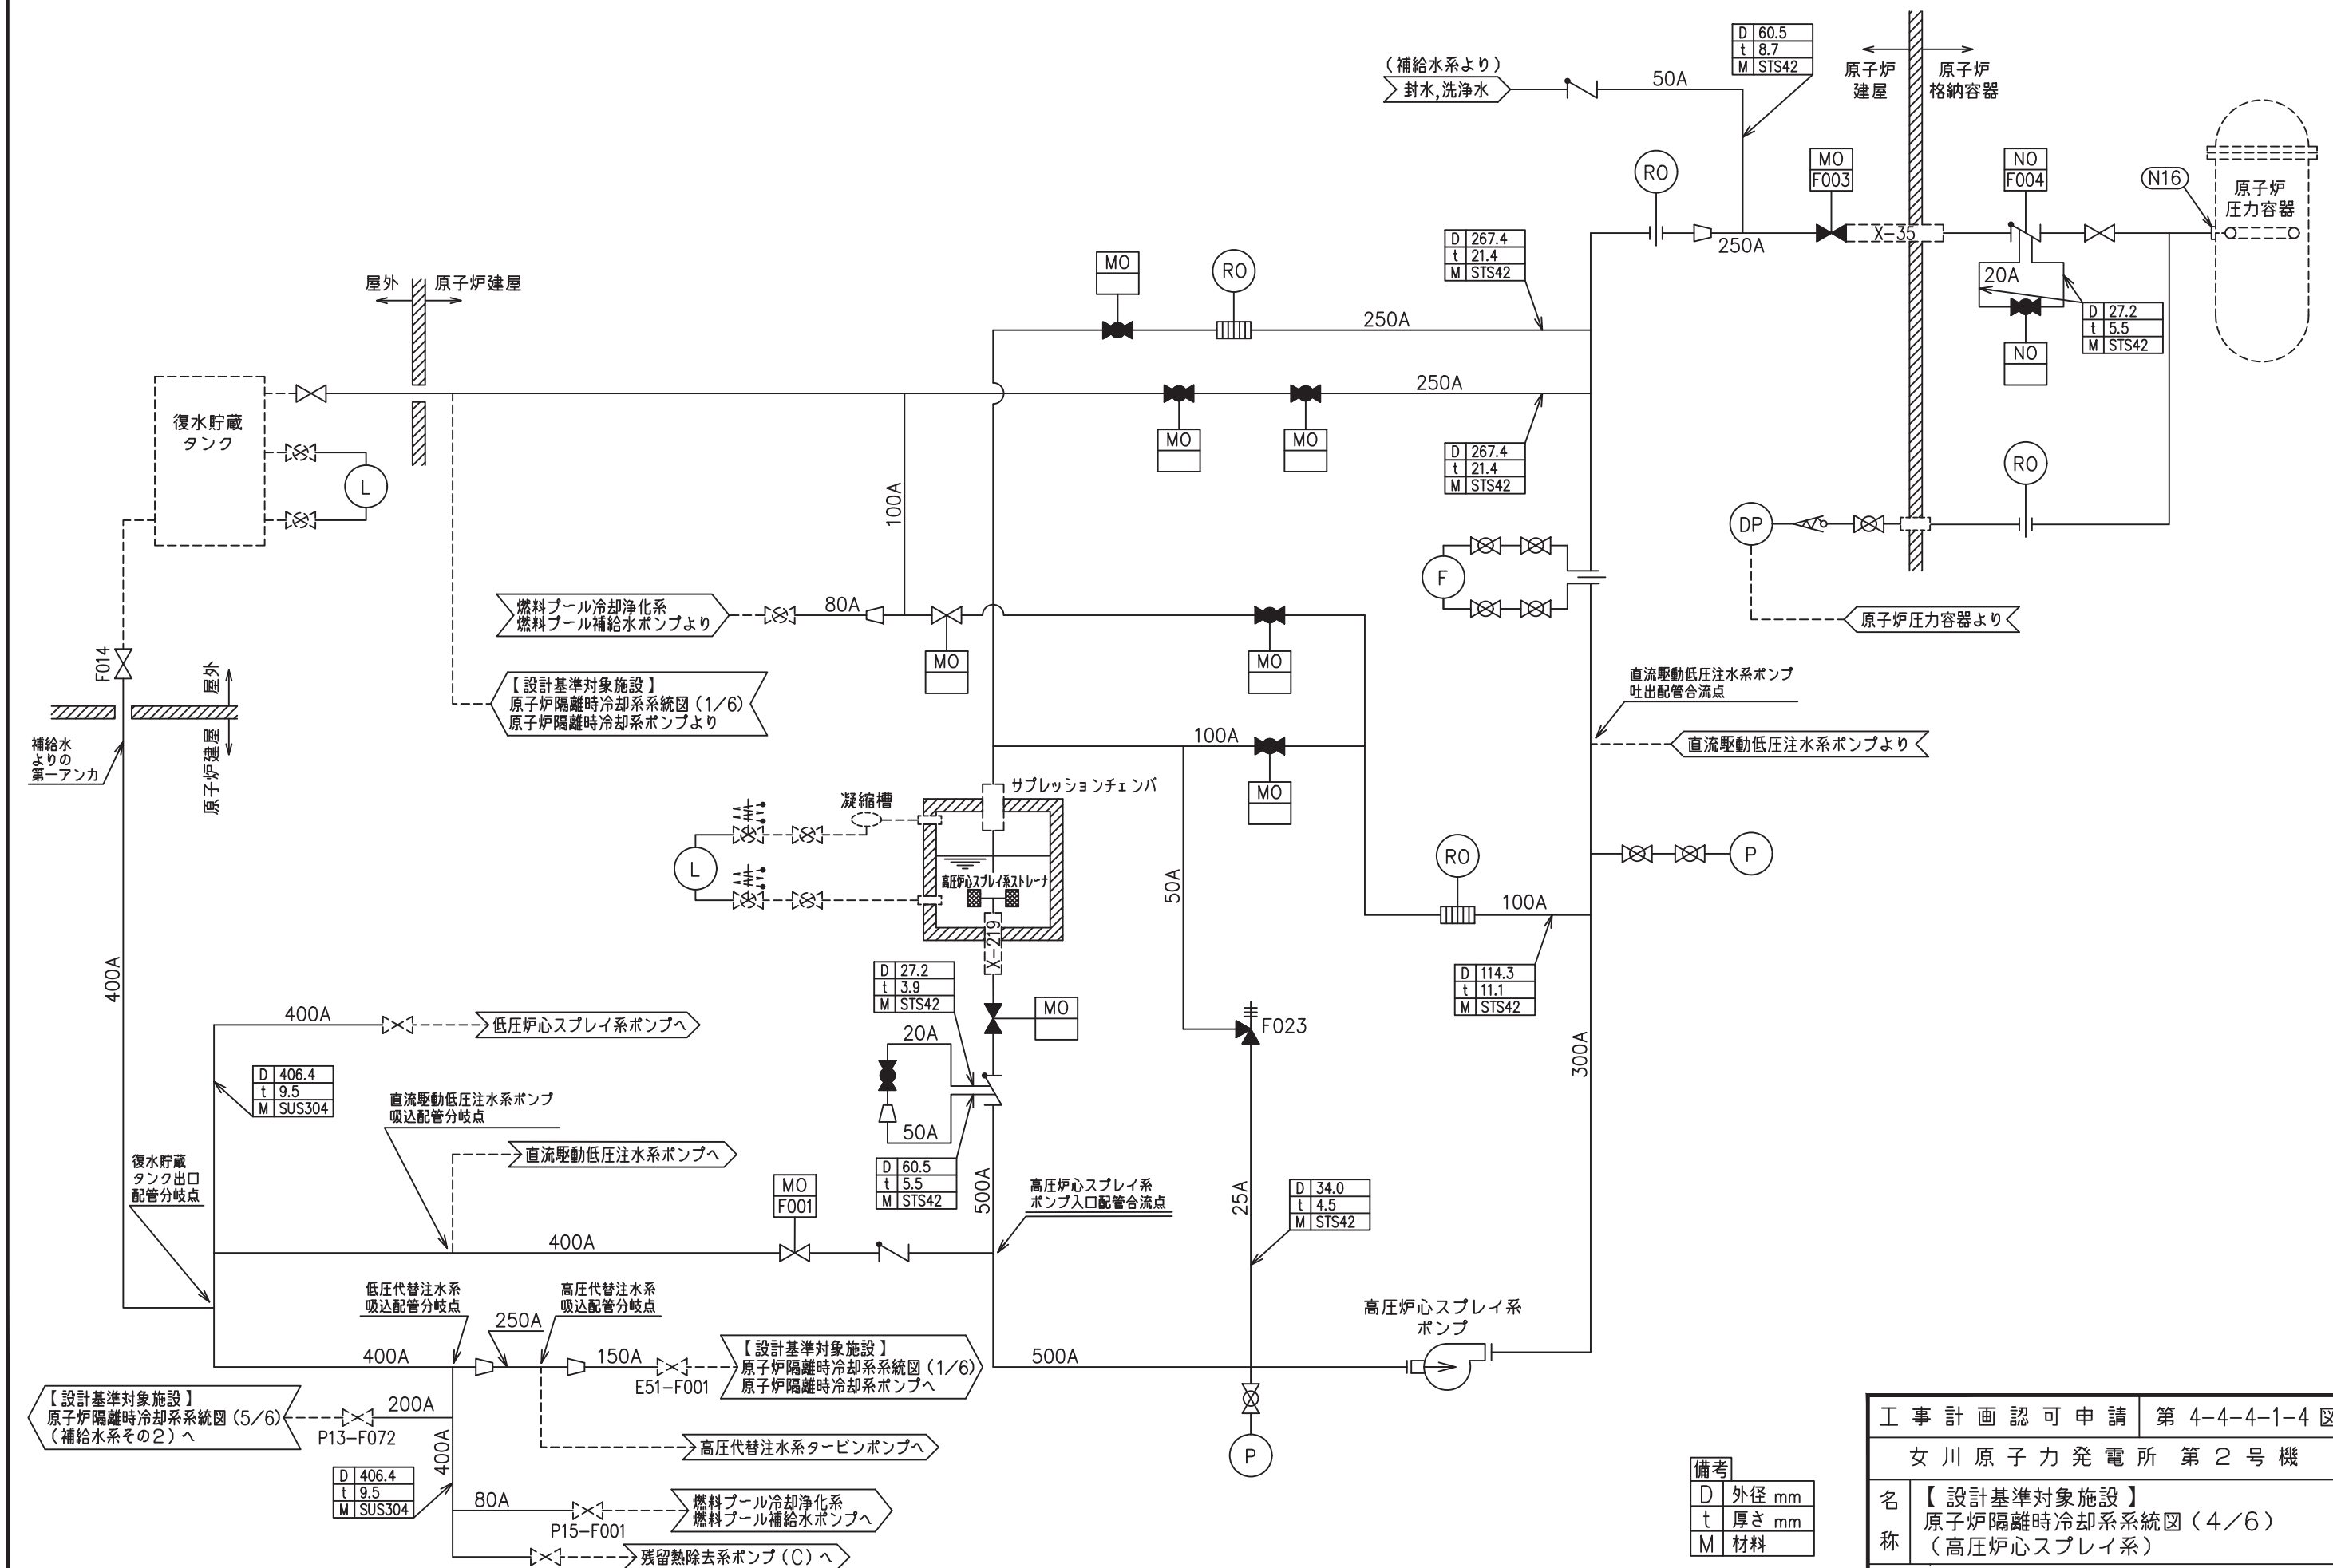 (補給水系より)
封水,洗浄水
50A
D 60.5
t 8.7
M STS42
原子炉
建屋
原子炉
格納容器
RO
MO
F003
NO
F004
N16
原子炉
圧力容器
250A
X-35
20A
D 27.2
t 5.5
M STS42
NO
屋外
原子炉建屋
MO
RO
250A
D 267.4
t 21.4
M STS42
復水貯蔵
タンク
L
250A
MO
MO
D 267.4
t 21.4
M STS42
100A
RO
DP
原子炉圧力容器より
F
燃料プール冷却浄化系
燃料プール補給水ポンプより
80A
MO
MO
F014
屋外
原子炉建屋
補給水
よりの
第一アンカ
【設計基準対象施設】
原子炉隔離時冷却系系統図(1/6)
原子炉隔離時冷却系ポンプより
直流駆動低圧注水系ポンプ
吐出配管合流点
直流駆動低圧注水系ポンプより
100A
MO
サプレッションチェンバ
凝縮槽
L
高圧炉心スプレイ系ストレーナ
X-219
50A
RO
100A
P
D 114.3
t 11.1
M STS42
400A
D 27.2
t 3.9
M STS42
MO
F023
300A
400A
低圧炉心スプレイ系ポンプへ
20A
50A
D 406.4
t 9.5
M SUS304
直流駆動低圧注水系ポンプ
吸込配管分岐点
直流駆動低圧注水系ポンプへ
復水貯蔵
タンク出口
配管分岐点
MO
F001
D 60.5
t 5.5
M STS42
500A
高圧炉心スプレイ系
ポンプ入口配管合流点
25A
D 34.0
t 4.5
M STS42
400A
低圧代替注水系
吸込配管分岐点
高圧代替注水系
吸込配管分岐点
250A
400A
150A
E51-F001
【設計基準対象施設】
原子炉隔離時冷却系系統図(1/6)
原子炉隔離時冷却系ポンプへ
500A
高圧炉心スプレイ系
ポンプ
【設計基準対象施設】
原子炉隔離時冷却系系統図(5/6)
(補給水系その2)へ
200A
P13-F072
400A
高圧代替注水系タービンポンプへ
P
D 406.4
t 9.5
M SUS304
80A
P15-F001
燃料プール冷却浄化系
燃料プール補給水ポンプへ
残留熱除去系ポンプ(C)へ
備考
D 外径 mm
t 厚さ mm
M 材料
工事計画認可申請 第 4-4-4-1-4 図
女川原子力発電所 第2号機
名称
【設計基準対象施設】
原子炉隔離時冷却系系統図(4/6)
(高圧炉心スプレイ系)